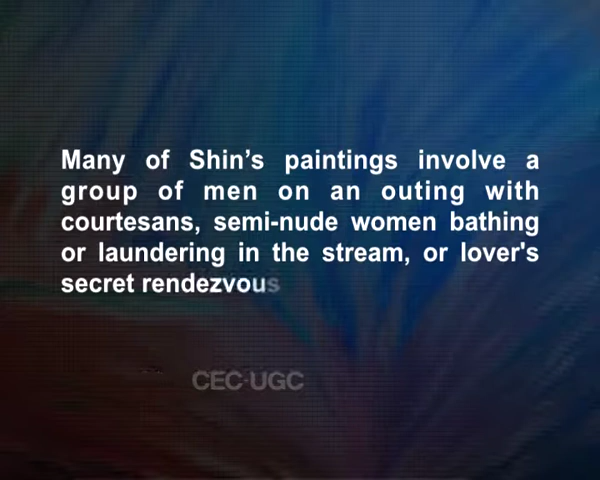 Many of Shin’s paintings involve a
group of men on an outing with
courtesans, semi-nude women bathing
or laundering in the stream, or lover's
secret rendezvous
CEC-UGC